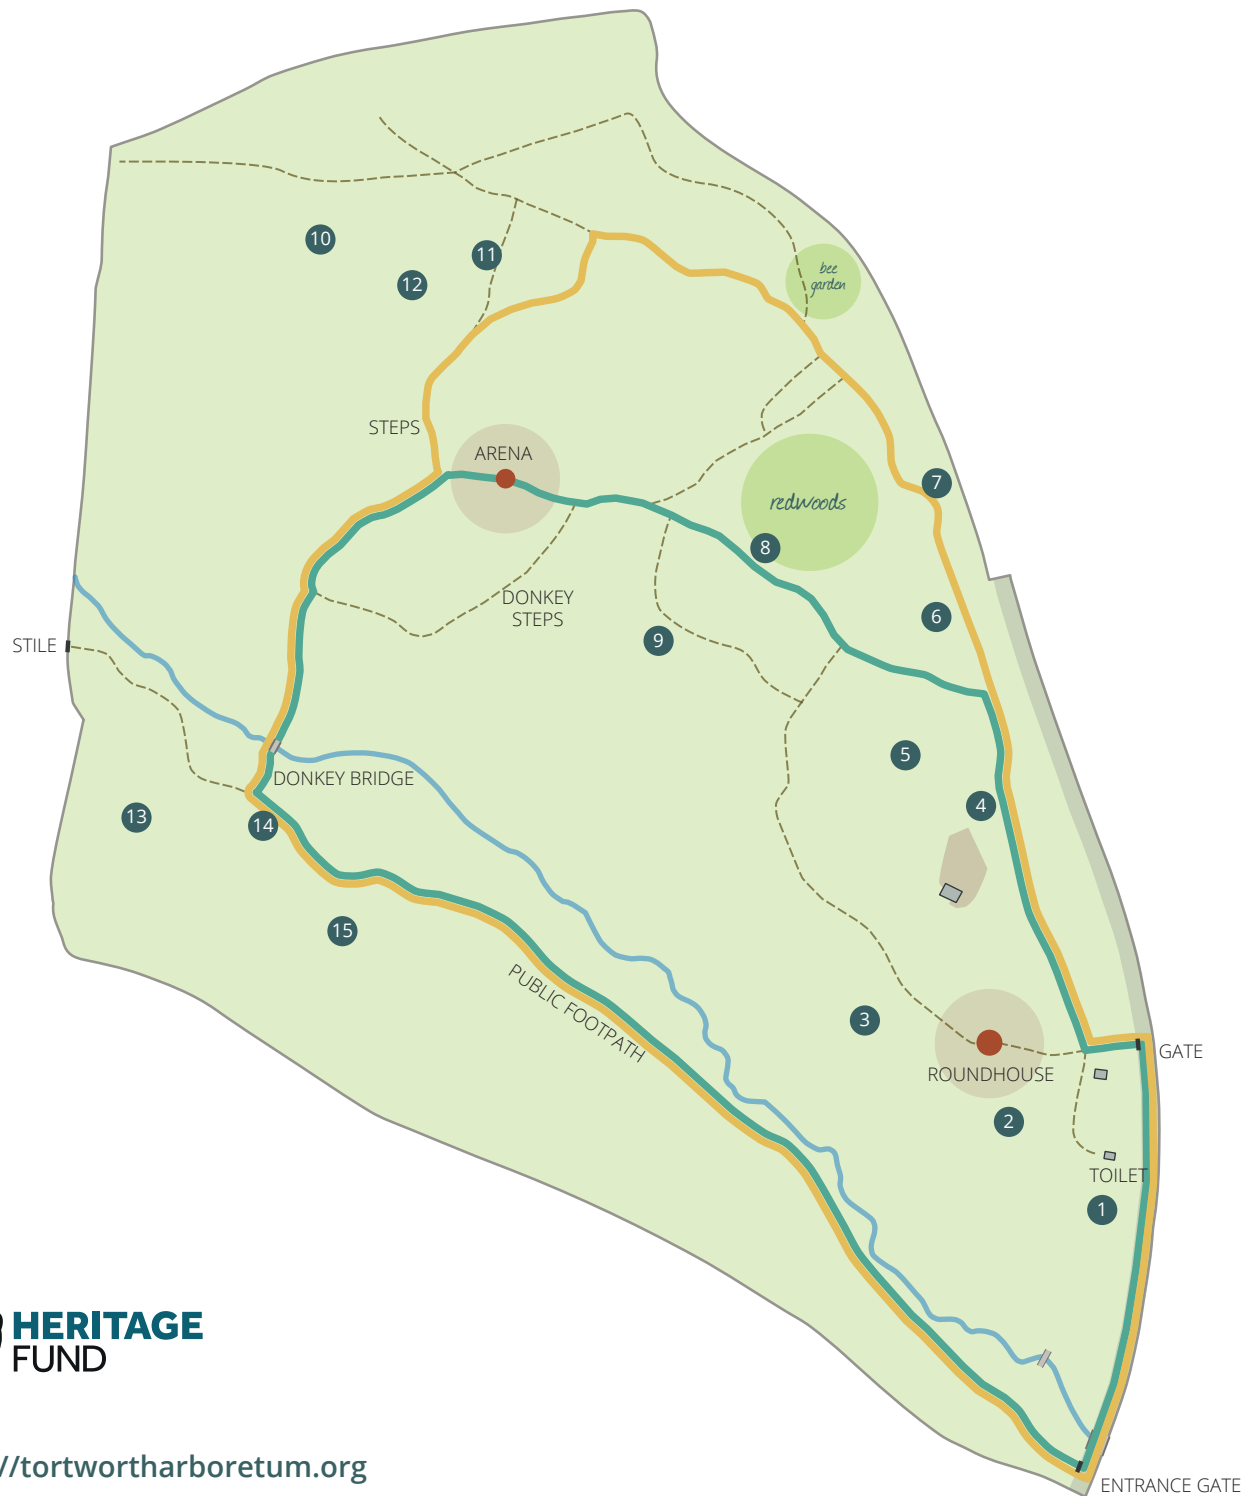 10
11
12
bee
garden
STEPS
ARENA
7
redwoods
8
DONKEY
STEPS
6
9
STILE
5
DONKEY BRIDGE
4
13
14
15
PUBLIC FOOTPATH
3
GATE
ROUNDHOUSE
2
TOILET
1
HERITAGE
FUND
//tortwortharboretum.org
ENTRANCE GATE